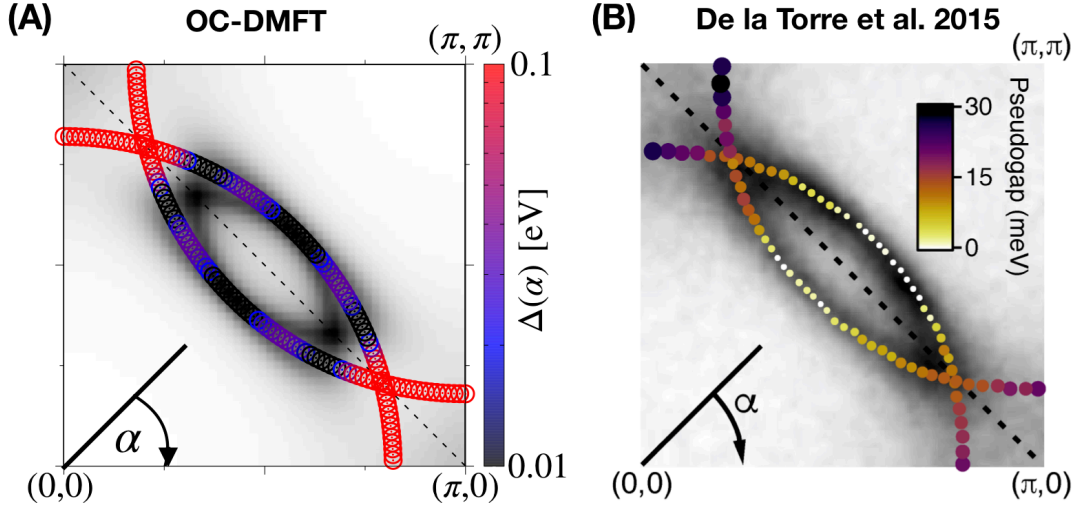 (A)
OC-DMFT
(π, π)
0.1
Δ(α) [eV]
0.01
α
(0,0)
(π,0)
(B)
De la Torre et al. 2015
(π,π)
30
15
0
Pseudogap (meV)
α
(0,0)
(π,0)